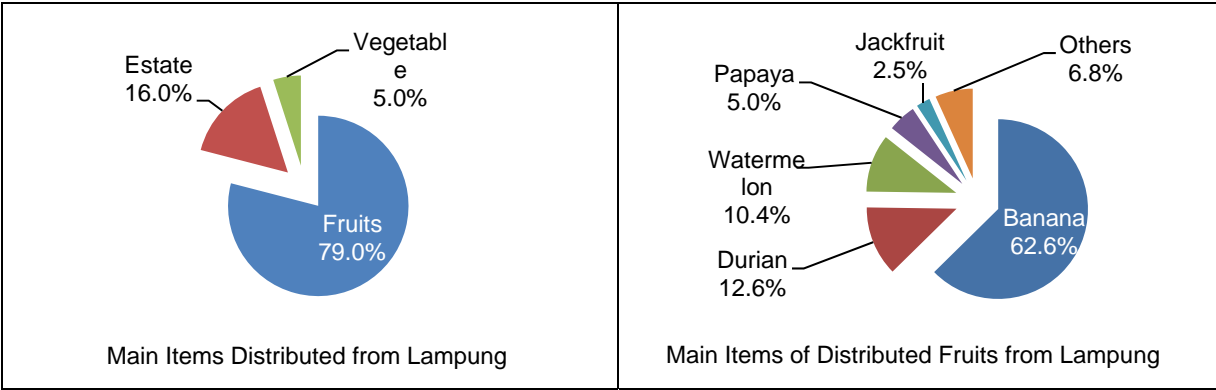 Vegetabl
e
5.0%
Estate
16.0%
Fruits
79.0%
Main Items Distributed from Lampung
Jackfruit
2.5%
Others
6.8%
Papaya
5.0%
Waterme
lon
10.4%
Banana
62.6%
Durian
12.6%
Main Items of Distributed Fruits from Lampung